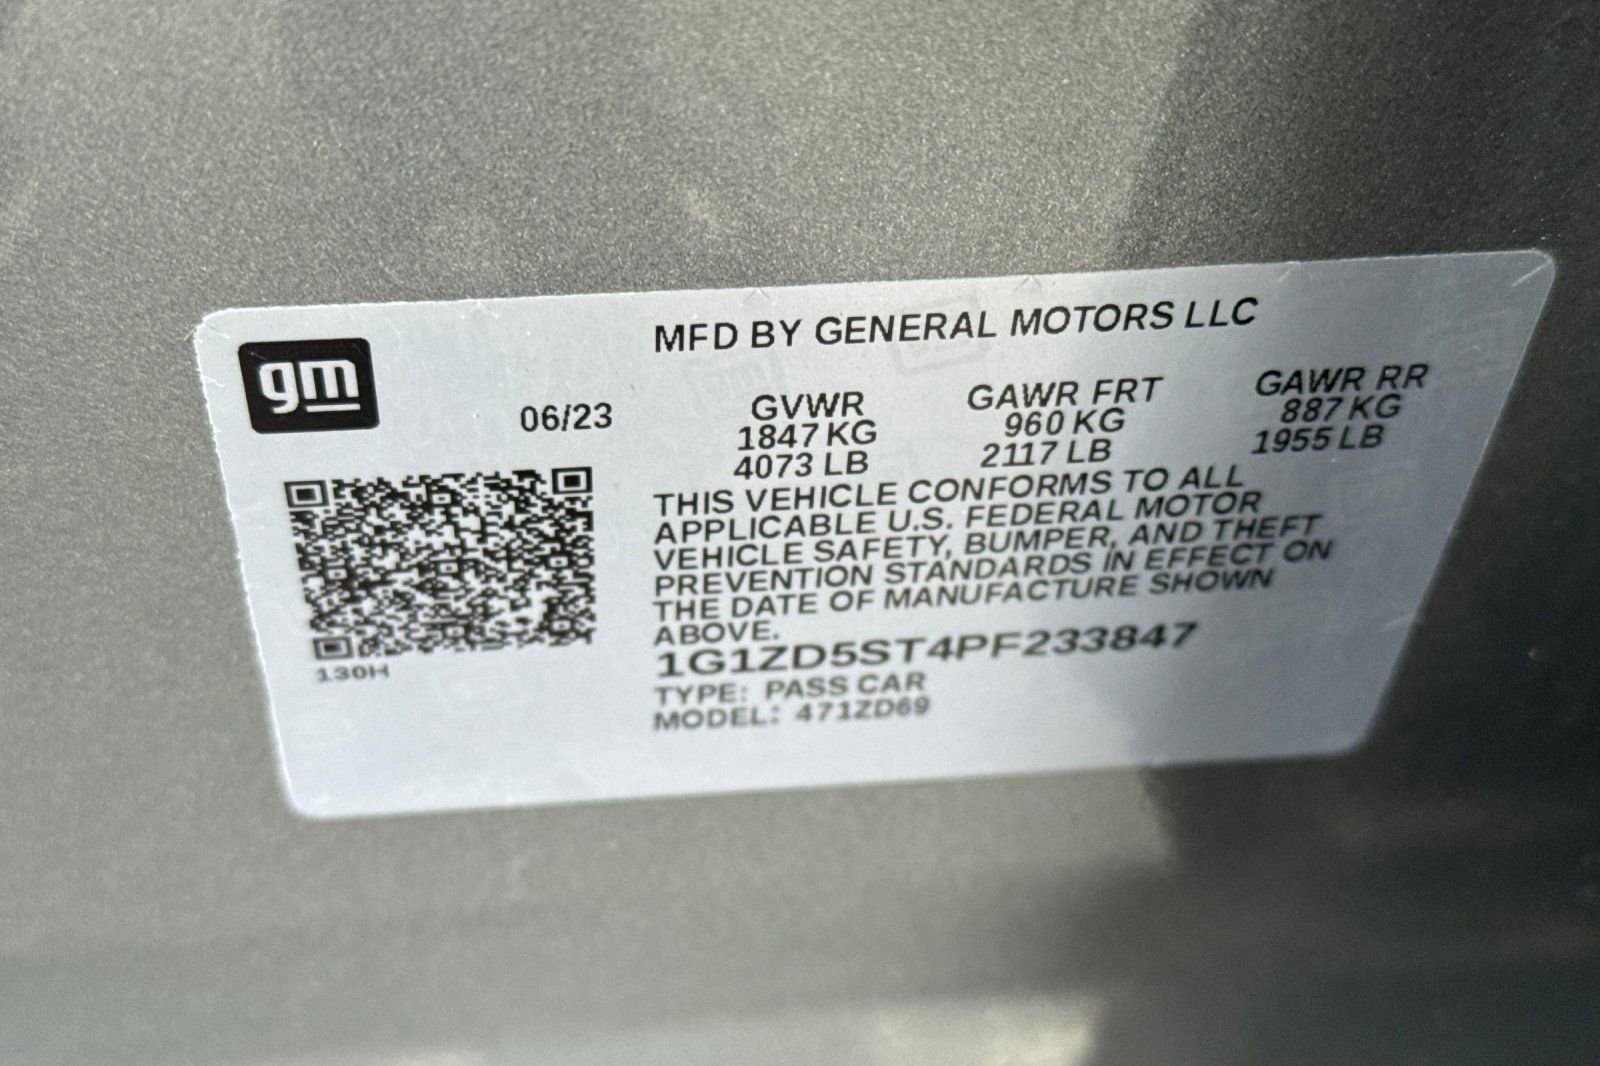 gm
MFD BY GENERAL MOTORS LLC
06/23
GVWR GAWR FRT GAWR RR
1847 KG 960 KG 887 KG
4073 LB 2117 LB 1955 LB
THIS VEHICLE CONFORMS TO ALL
APPLICABLE U.S. FEDERAL MOTOR
VEHICLE SAFETY, BUMPER, AND THEFT
PREVENTION STANDARDS IN EFFECT ON
THE DATE OF MANUFACTURE SHOWN
ABOVE.
1G1ZD5ST4PF233847
TYPE: PASS CAR
MODEL: 471ZD69
130H